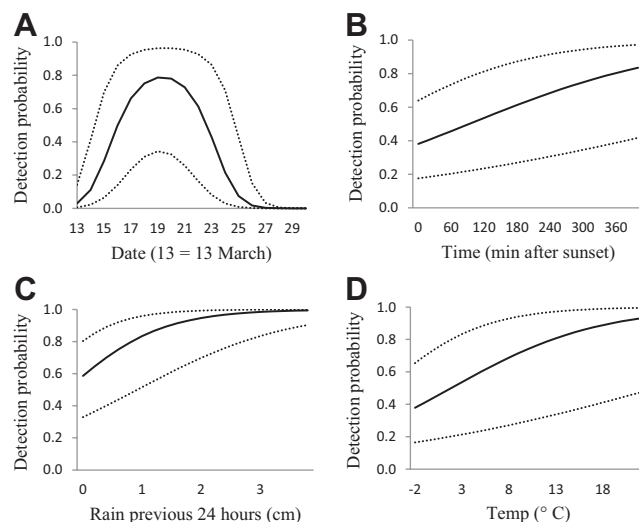 A
Detection probability
1.0
0.8
0.6
0.4
0.2
0.0
13 15 17 19 21 23 25 27 29
Date (13 = 13 March)
B
Detection probability
1.0
0.8
0.6
0.4
0.2
0.0
0 60 120 180 240 300 360
Time (min after sunset)
C
Detection probability
1.0
0.8
0.6
0.4
0.2
0.0
0 1 2 3
Rain previous 24 hours (cm)
D
Detection probability
1.0
0.8
0.6
0.4
0.2
0.0
-2 3 8 13 18
Temp (° C)